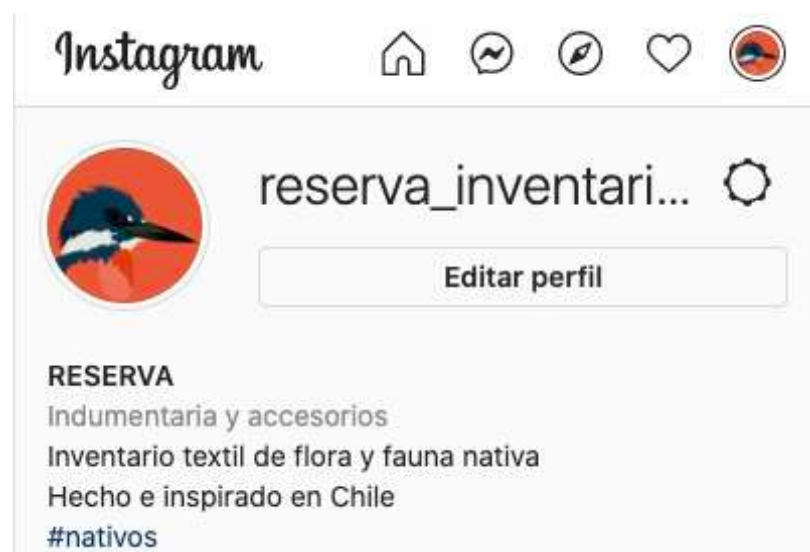 Instagram
reserva_inventari...
Editar perfil
RESERVA
Indumentaria y accesorios
Inventario textil de flora y fauna nativa
Hecho e inspirado en Chile
#nativos